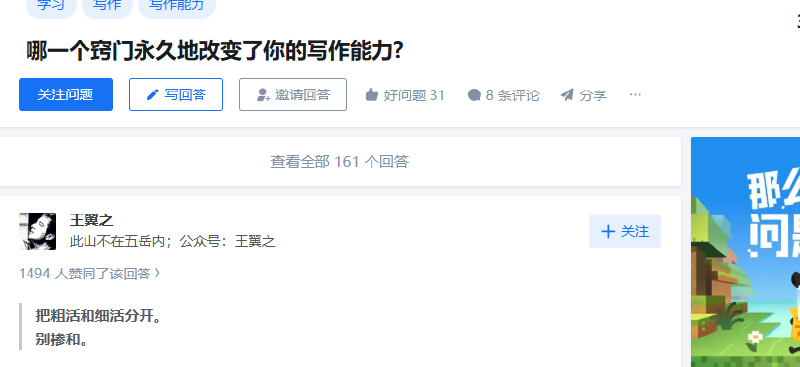 学习 写作 写作能力
哪一个窍门永久地改变了你的写作能力?
关注问题 写回答 邀请回答 好问题 31 8 条评论 分享 ···
查看全部 161 个回答
王翼之
此山不在五岳内；公众号：王翼之
+ 关注
1494 人赞同了该回答 >
把粗活和细活分开。
别掺和。
那么
问题